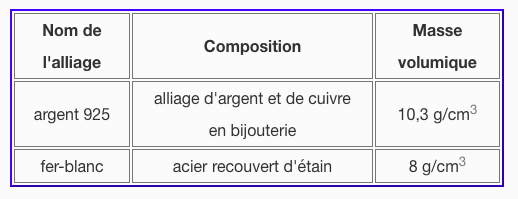 Nom de
l'alliage
Composition
Masse
volumique
argent 925
alliage d'argent et de cuivre
en bijouterie
10,3 g/cm³
fer-blanc
acier recouvert d'étain
8 g/cm³